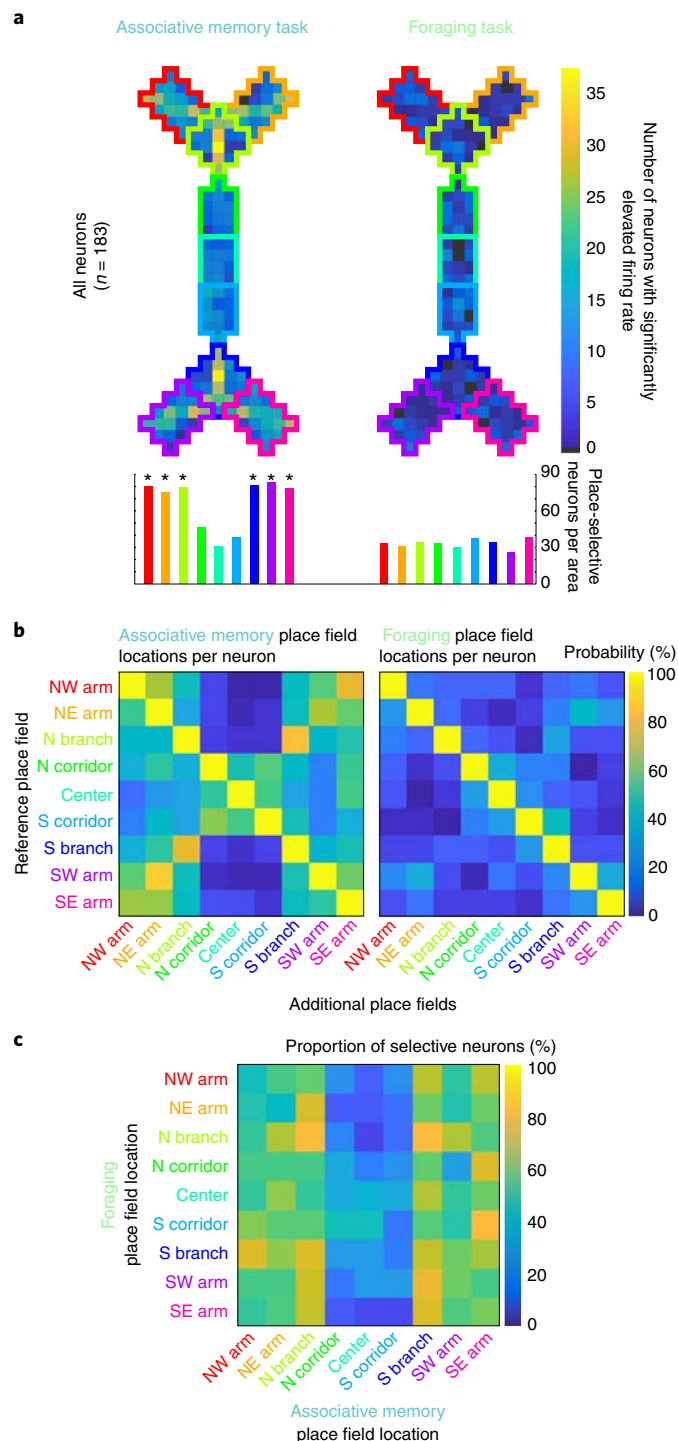 a
Associative memory task
Foraging task
All neurons
(n = 183)
35
30
25
20
15
10
5
0
Number of neurons with significantly
elevated firing rate
* * * * * *
90
60
30
0
Place-selective
neurons per area
b
Associative memory place field
locations per neuron
Foraging place field
locations per neuron
Probability (%)
Reference place field
NW arm
NE arm
N branch
N corridor
Center
S corridor
S branch
SW arm
SE arm
100
80
60
40
20
0
NW arm
NE arm
N branch
N corridor
Center
S corridor
S branch
SW arm
SE arm
NW arm
NE arm
N branch
N corridor
Center
S corridor
S branch
SW arm
SE arm
Additional place fields
c
Proportion of selective neurons (%)
Foraging
place field location
NW arm
NE arm
N branch
N corridor
Center
S corridor
S branch
SW arm
SE arm
100
80
60
40
20
0
NW arm
NE arm
N branch
N corridor
Center
S corridor
S branch
SW arm
SE arm
Associative memory
place field location